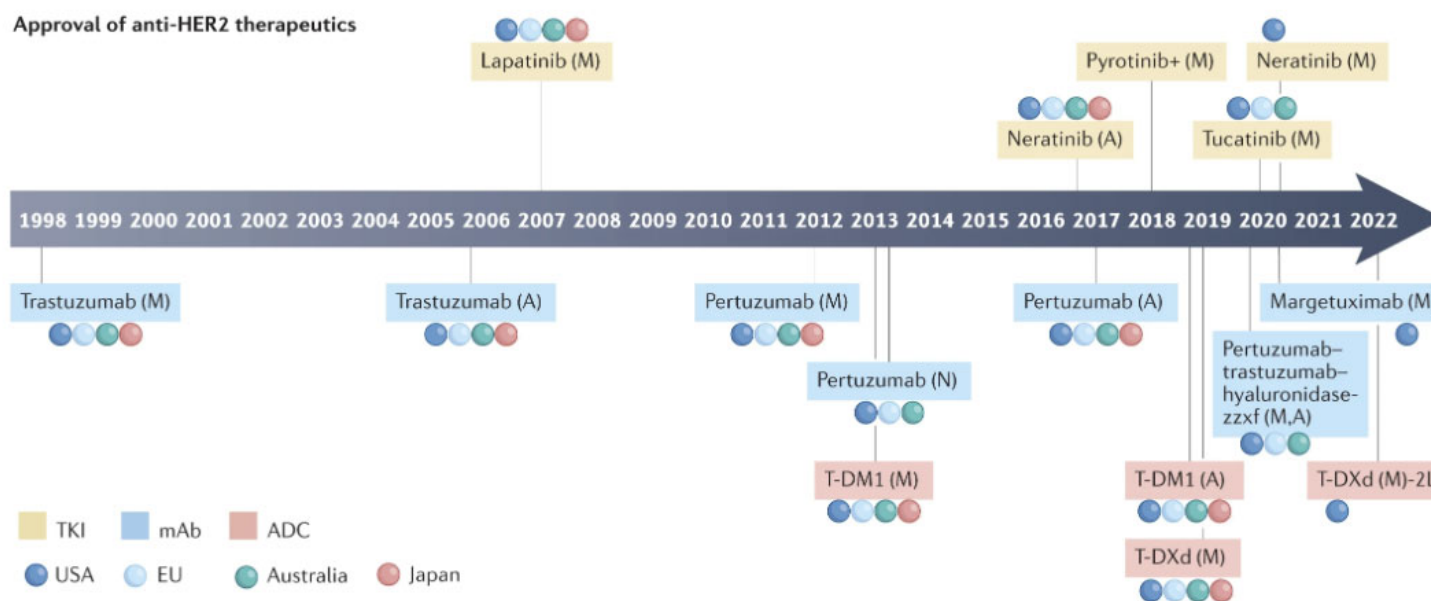 Approval of anti-HER2 therapeutics
Lapatinib (M)
Pyrotinib+ (M)
Neratinib (M)
Neratinib (A)
Tucatinib (M)
1998 1999 2000 2001 2002 2003 2004 2005 2006 2007 2008 2009 2010 2011 2012 2013 2014 2015 2016 2017 2018 2019 2020 2021 2022
Trastuzumab (M)
Trastuzumab (A)
Pertuzumab (M)
Pertuzumab (A)
Margetuximab (M
Pertuzumab (N)
Pertuzumab–
trastuzumab–
hyaluronidase-
zzxf (M,A)
T-DM1 (M)
T-DM1 (A)
T-DXd (M)-2L
T-DXd (M)
TKI
mAb
ADC
USA
EU
Australia
Japan